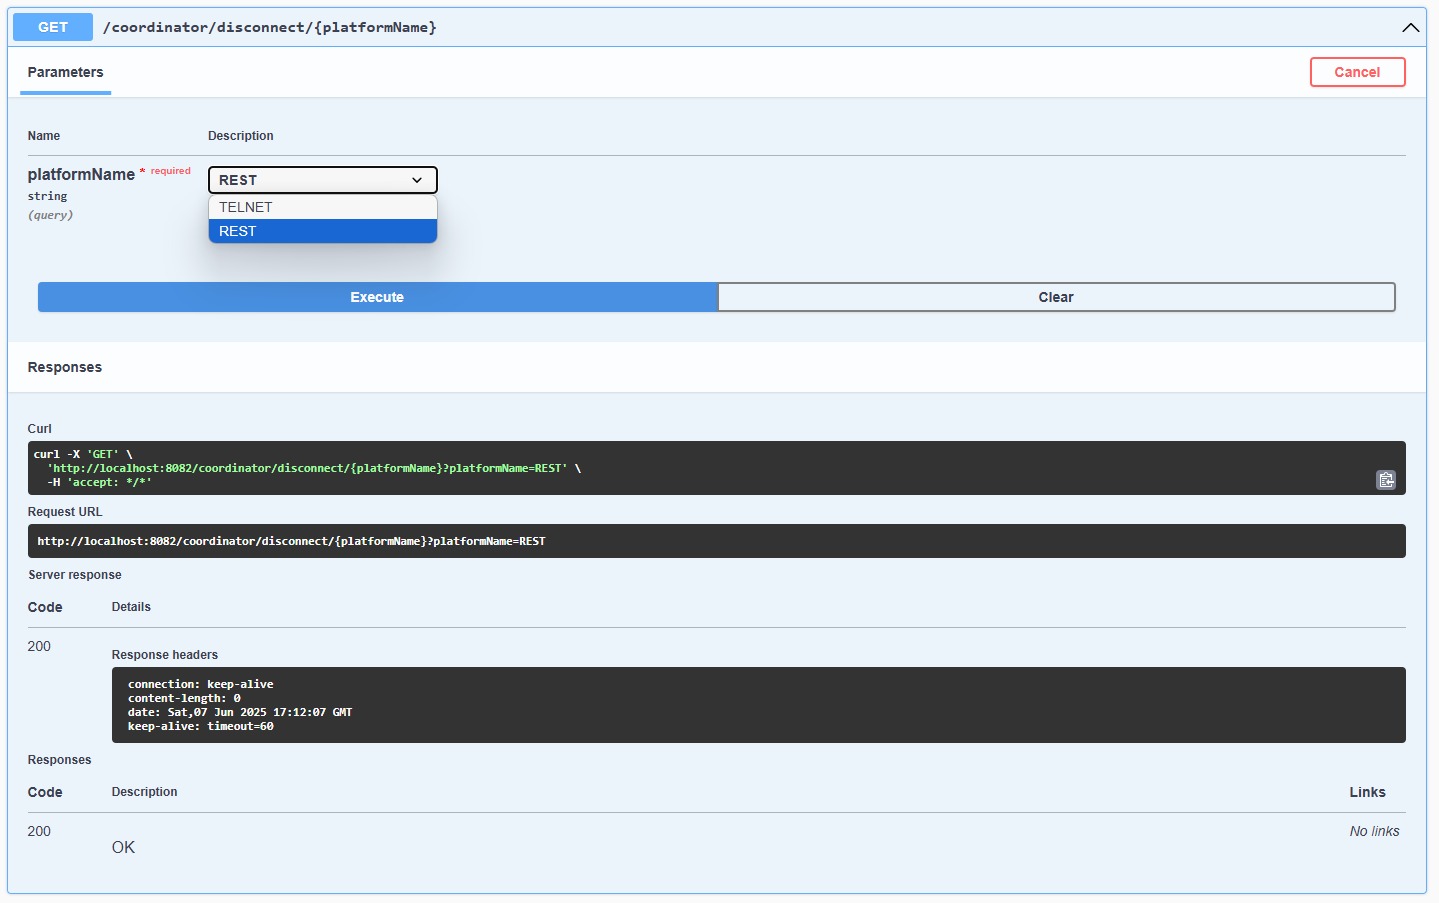 GET /coordinator/disconnect/{platformName}
Parameters
Cancel
Name Description
platformName * required
string
(query)
REST
TELNET
REST
Execute
Clear
Responses
Curl
curl -X 'GET' \
'http://localhost:8082/coordinator/disconnect/{platformName}?platformName=REST' \
-H 'accept: */*'
Request URL
http://localhost:8082/coordinator/disconnect/{platformName}?platformName=REST
Server response
Code Details
200
Response headers
connection: keep-alive
content-length: 0
date: Sat,07 Jun 2025 17:12:07 GMT
keep-alive: timeout=60
Responses
Code Description Links
200 No links
OK